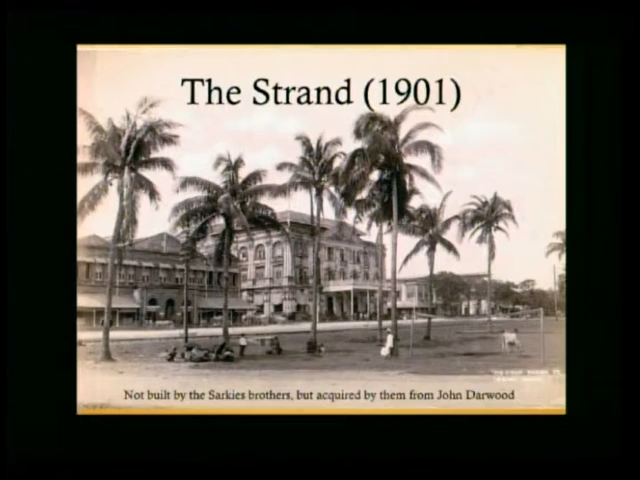 The Strand (1901)
Not built by the Sarkies brothers, but acquired by them from John Darwood